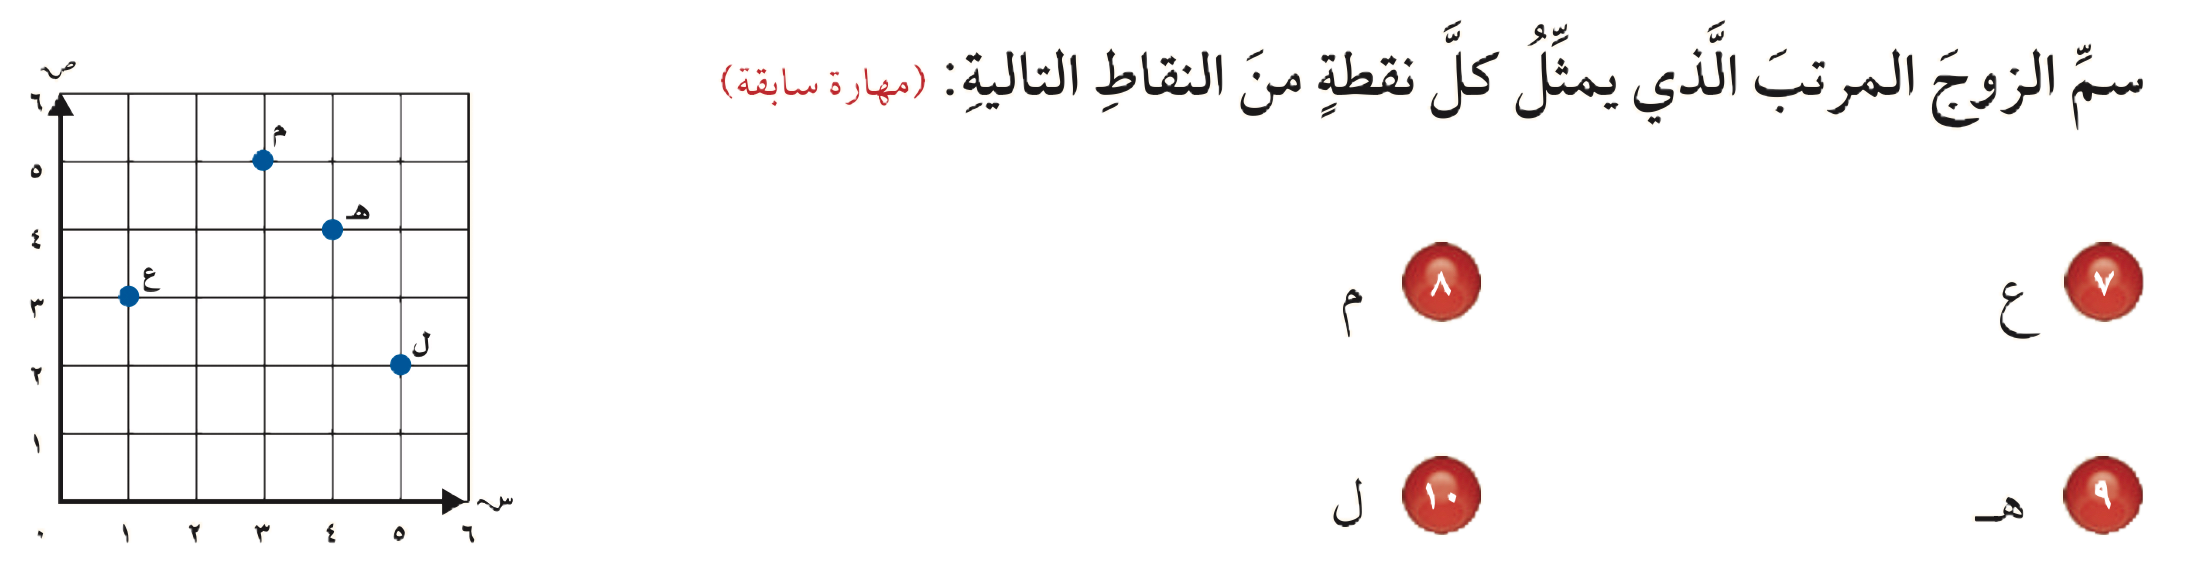 سمِّ الزوجَ المرتبَ الَّذي يمثِّلُ كلَّ نقطةٍ منَ النقاطِ التاليةِ: (مهارة سابقة)
٧ ع
٨ م
٩ هـ
١٠ ل
ص
٦
٥
٤
٣
٢
١
م
هـ
ع
ل
س
٠ ١ ٢ ٣ ٤ ٥ ٦